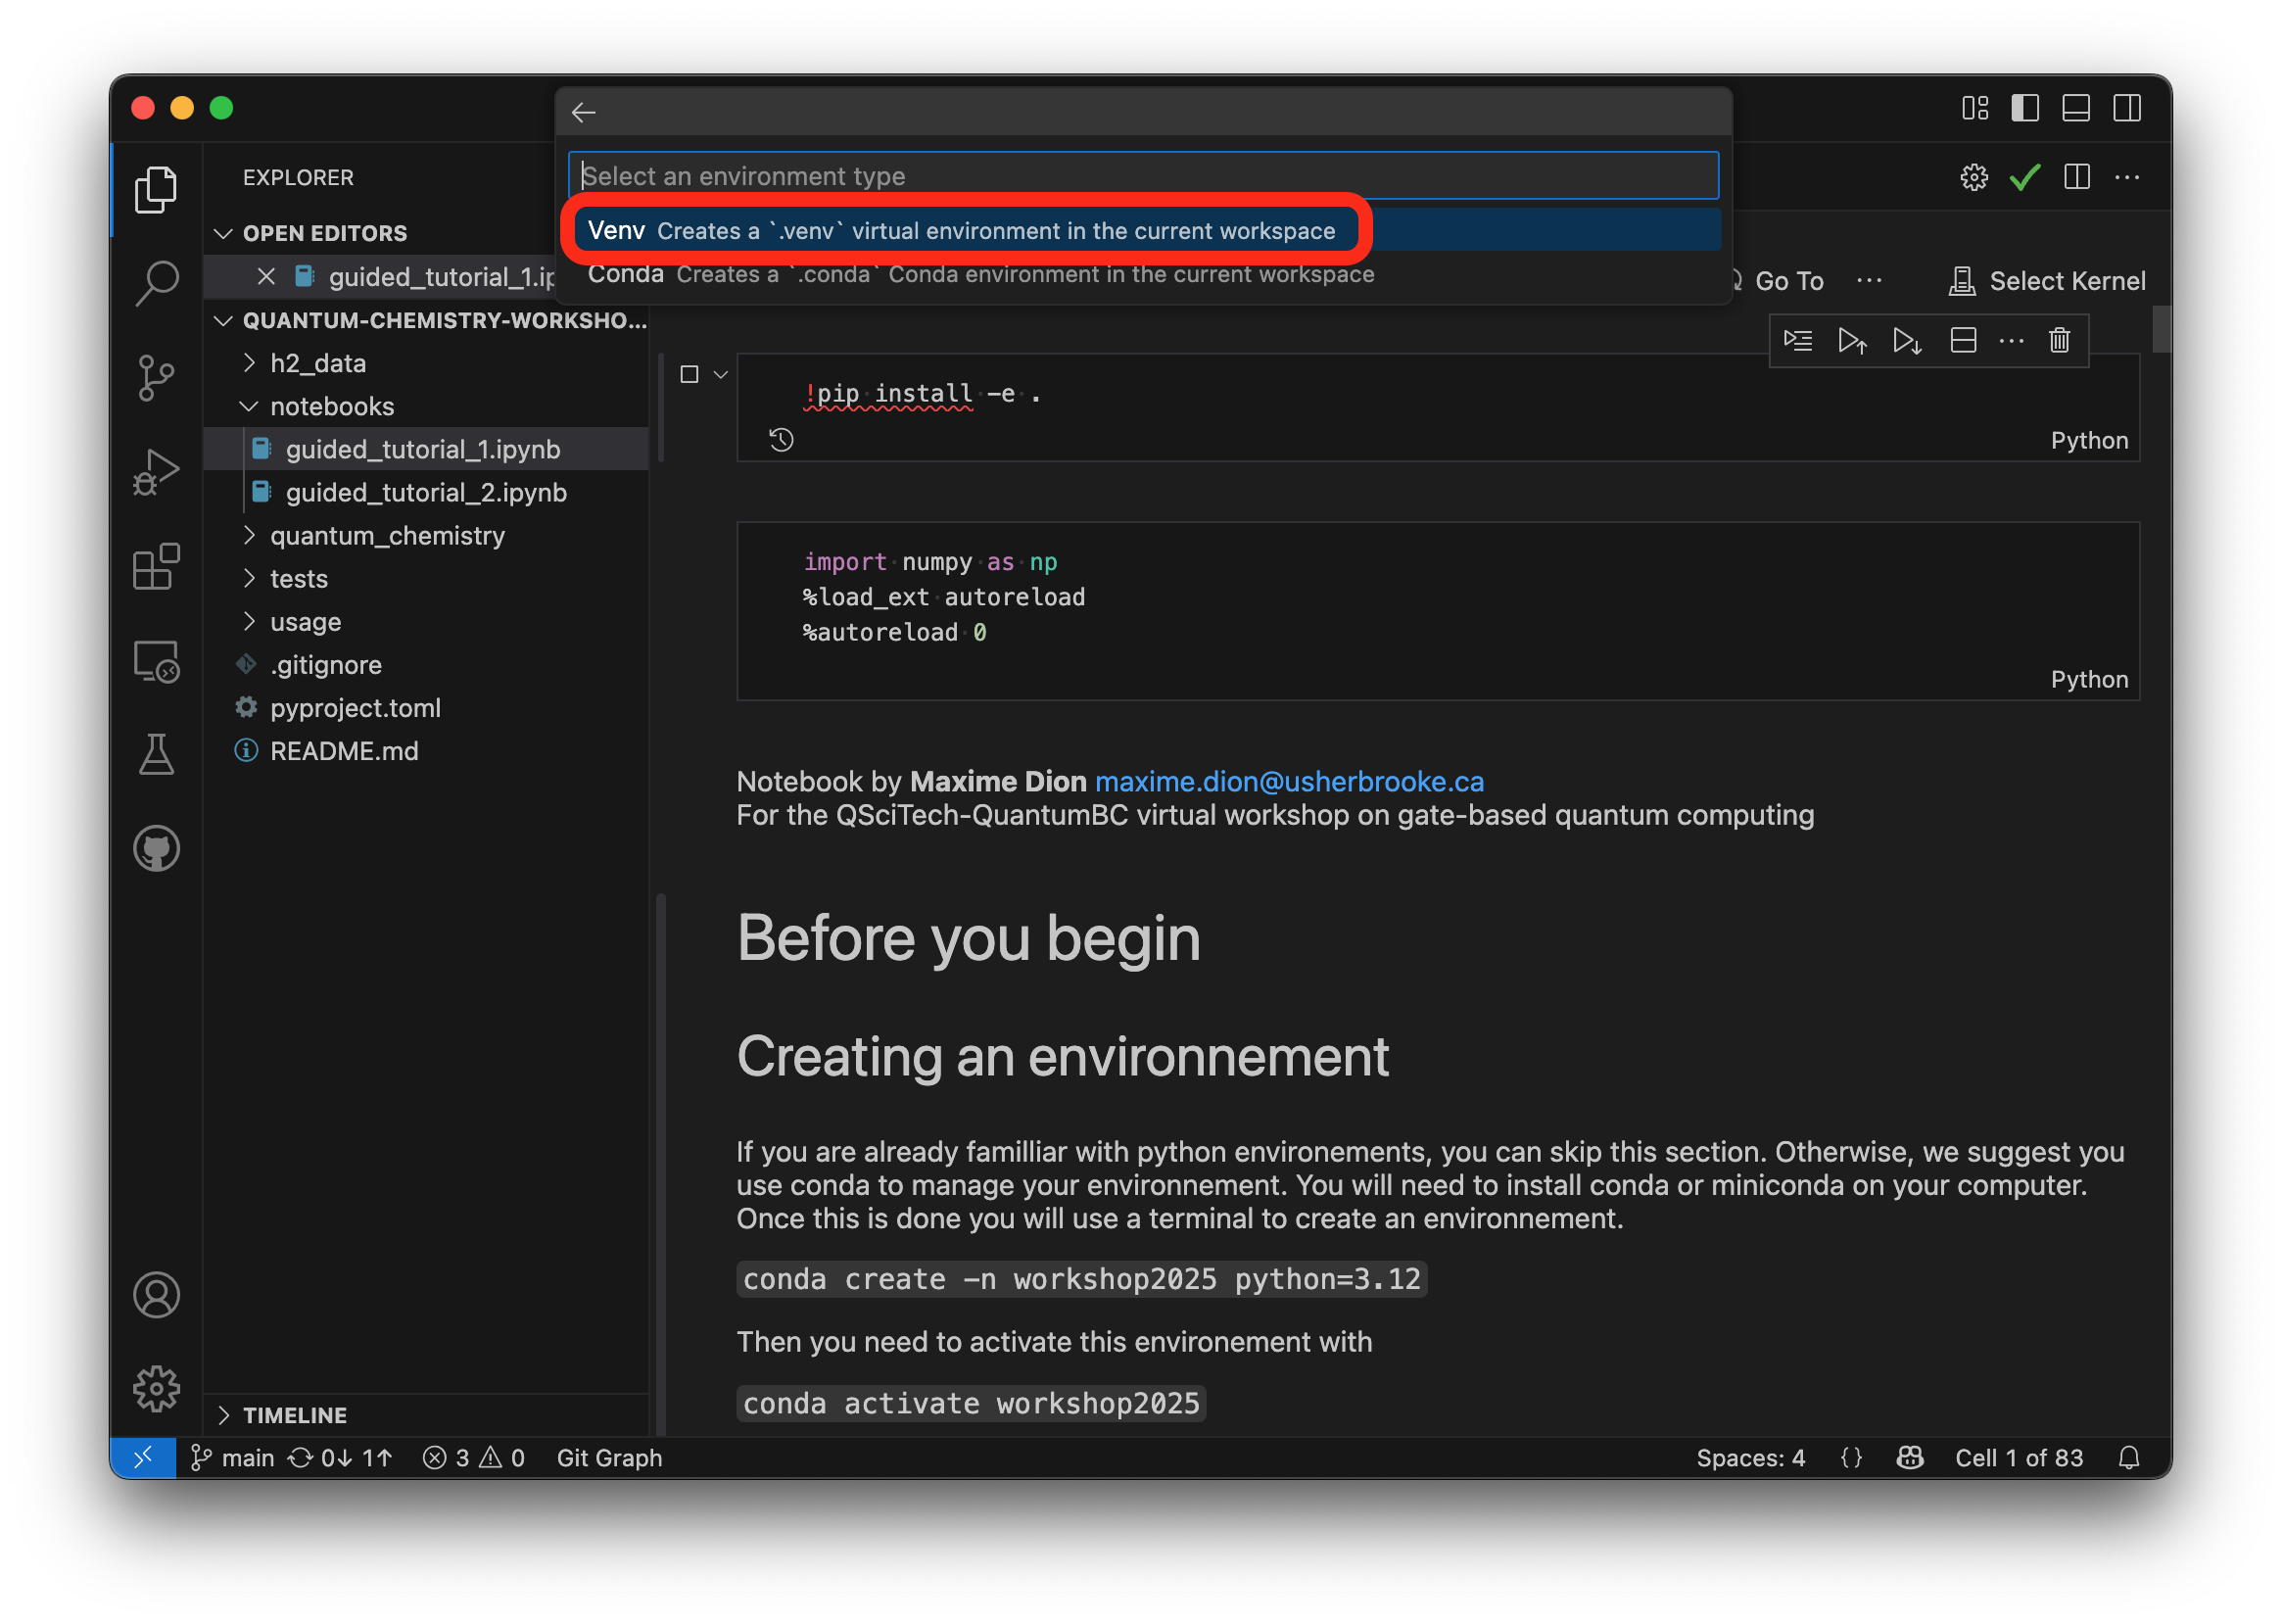 Select an environment type
Venv Creates a `.venv` virtual environment in the current workspace
Conda Creates a `.conda` Conda environment in the current workspace
EXPLORER
OPEN EDITORS
guided_tutorial_1.ip
QUANTUM-CHEMISTRY-WORKSHO...
h2_data
notebooks
guided_tutorial_1.ipynb
guided_tutorial_2.ipynb
quantum_chemistry
tests
usage
.gitignore
pyproject.toml
README.md
TIMELINE
Go To ... Select Kernel
!pip install -e .
Python
import numpy as np
%load_ext autoreload
%autoreload 0
Python
Notebook by Maxime Dion maxime.dion@usherbrooke.ca
For the QSciTech-QuantumBC virtual workshop on gate-based quantum computing
Before you begin
Creating an environnement
If you are already familliar with python environements, you can skip this section. Otherwise, we suggest you
use conda to manage your environnement. You will need to install conda or miniconda on your computer.
Once this is done you will use a terminal to create an environnement.
conda create -n workshop2025 python=3.12
Then you need to activate this environement with
conda activate workshop2025
main 0↓ 1↑ 3 0 Git Graph Spaces: 4 {} Cell 1 of 83